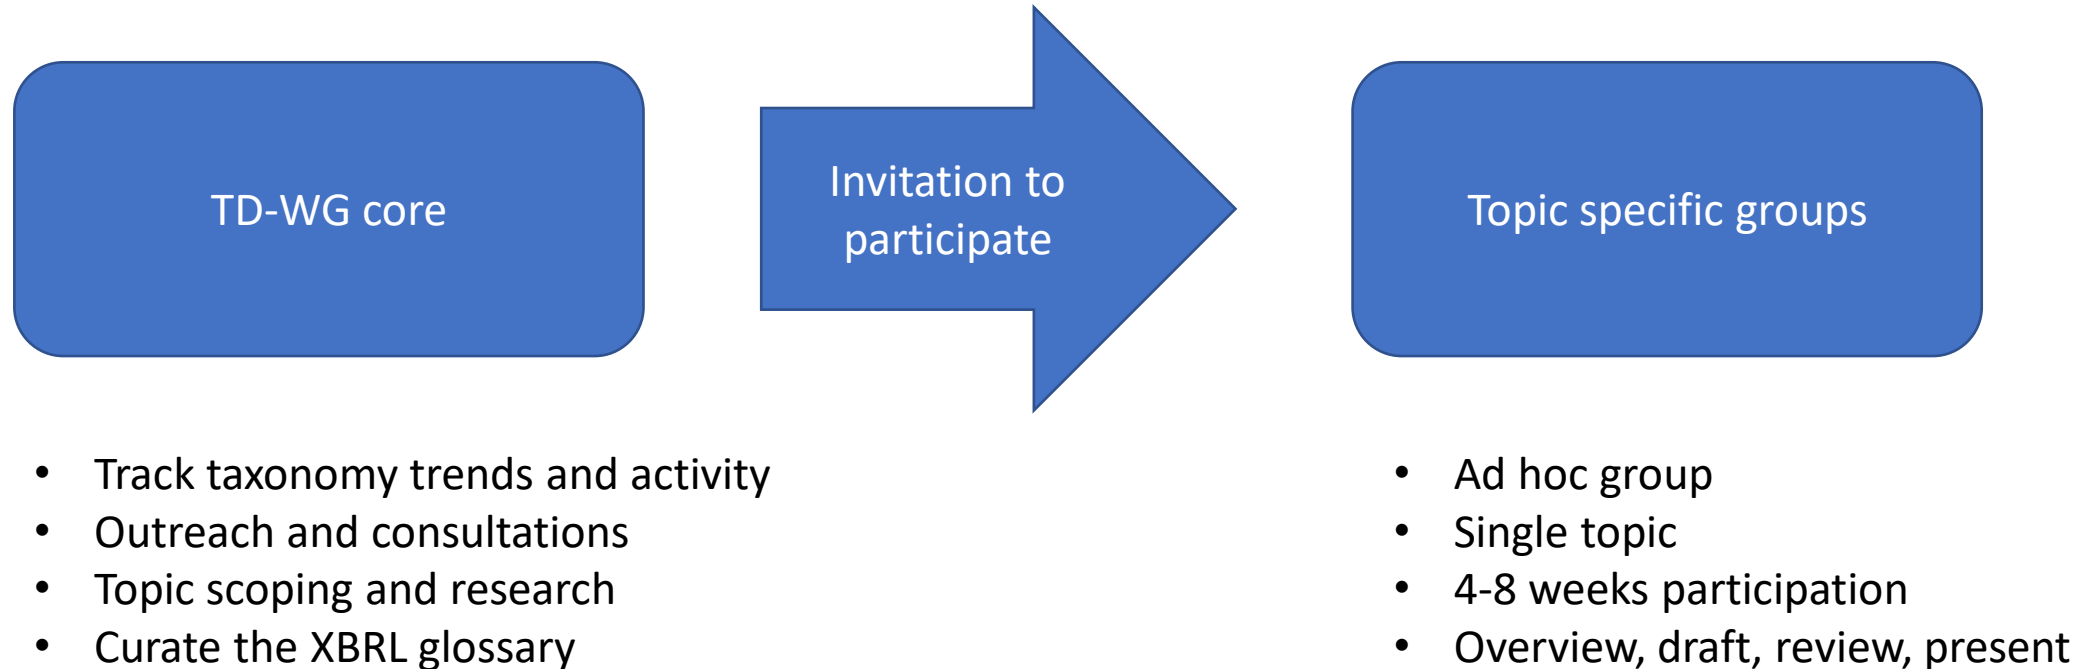 TD-WG core
Invitation to
participate
Topic specific groups
• Track taxonomy trends and activity
• Outreach and consultations
• Topic scoping and research
• Curate the XBRL glossary
• Ad hoc group
• Single topic
• 4-8 weeks participation
• Overview, draft, review, present